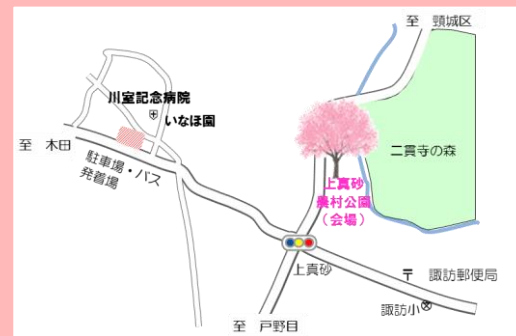 至 頸城区
川室記念病院
いなほ園
至 木田
駐車場・バス
発着場
二貫寺の森
上真砂
農村公園
（会場）
上真砂
〒 諏訪郵便局
諏訪小
至 戸野目